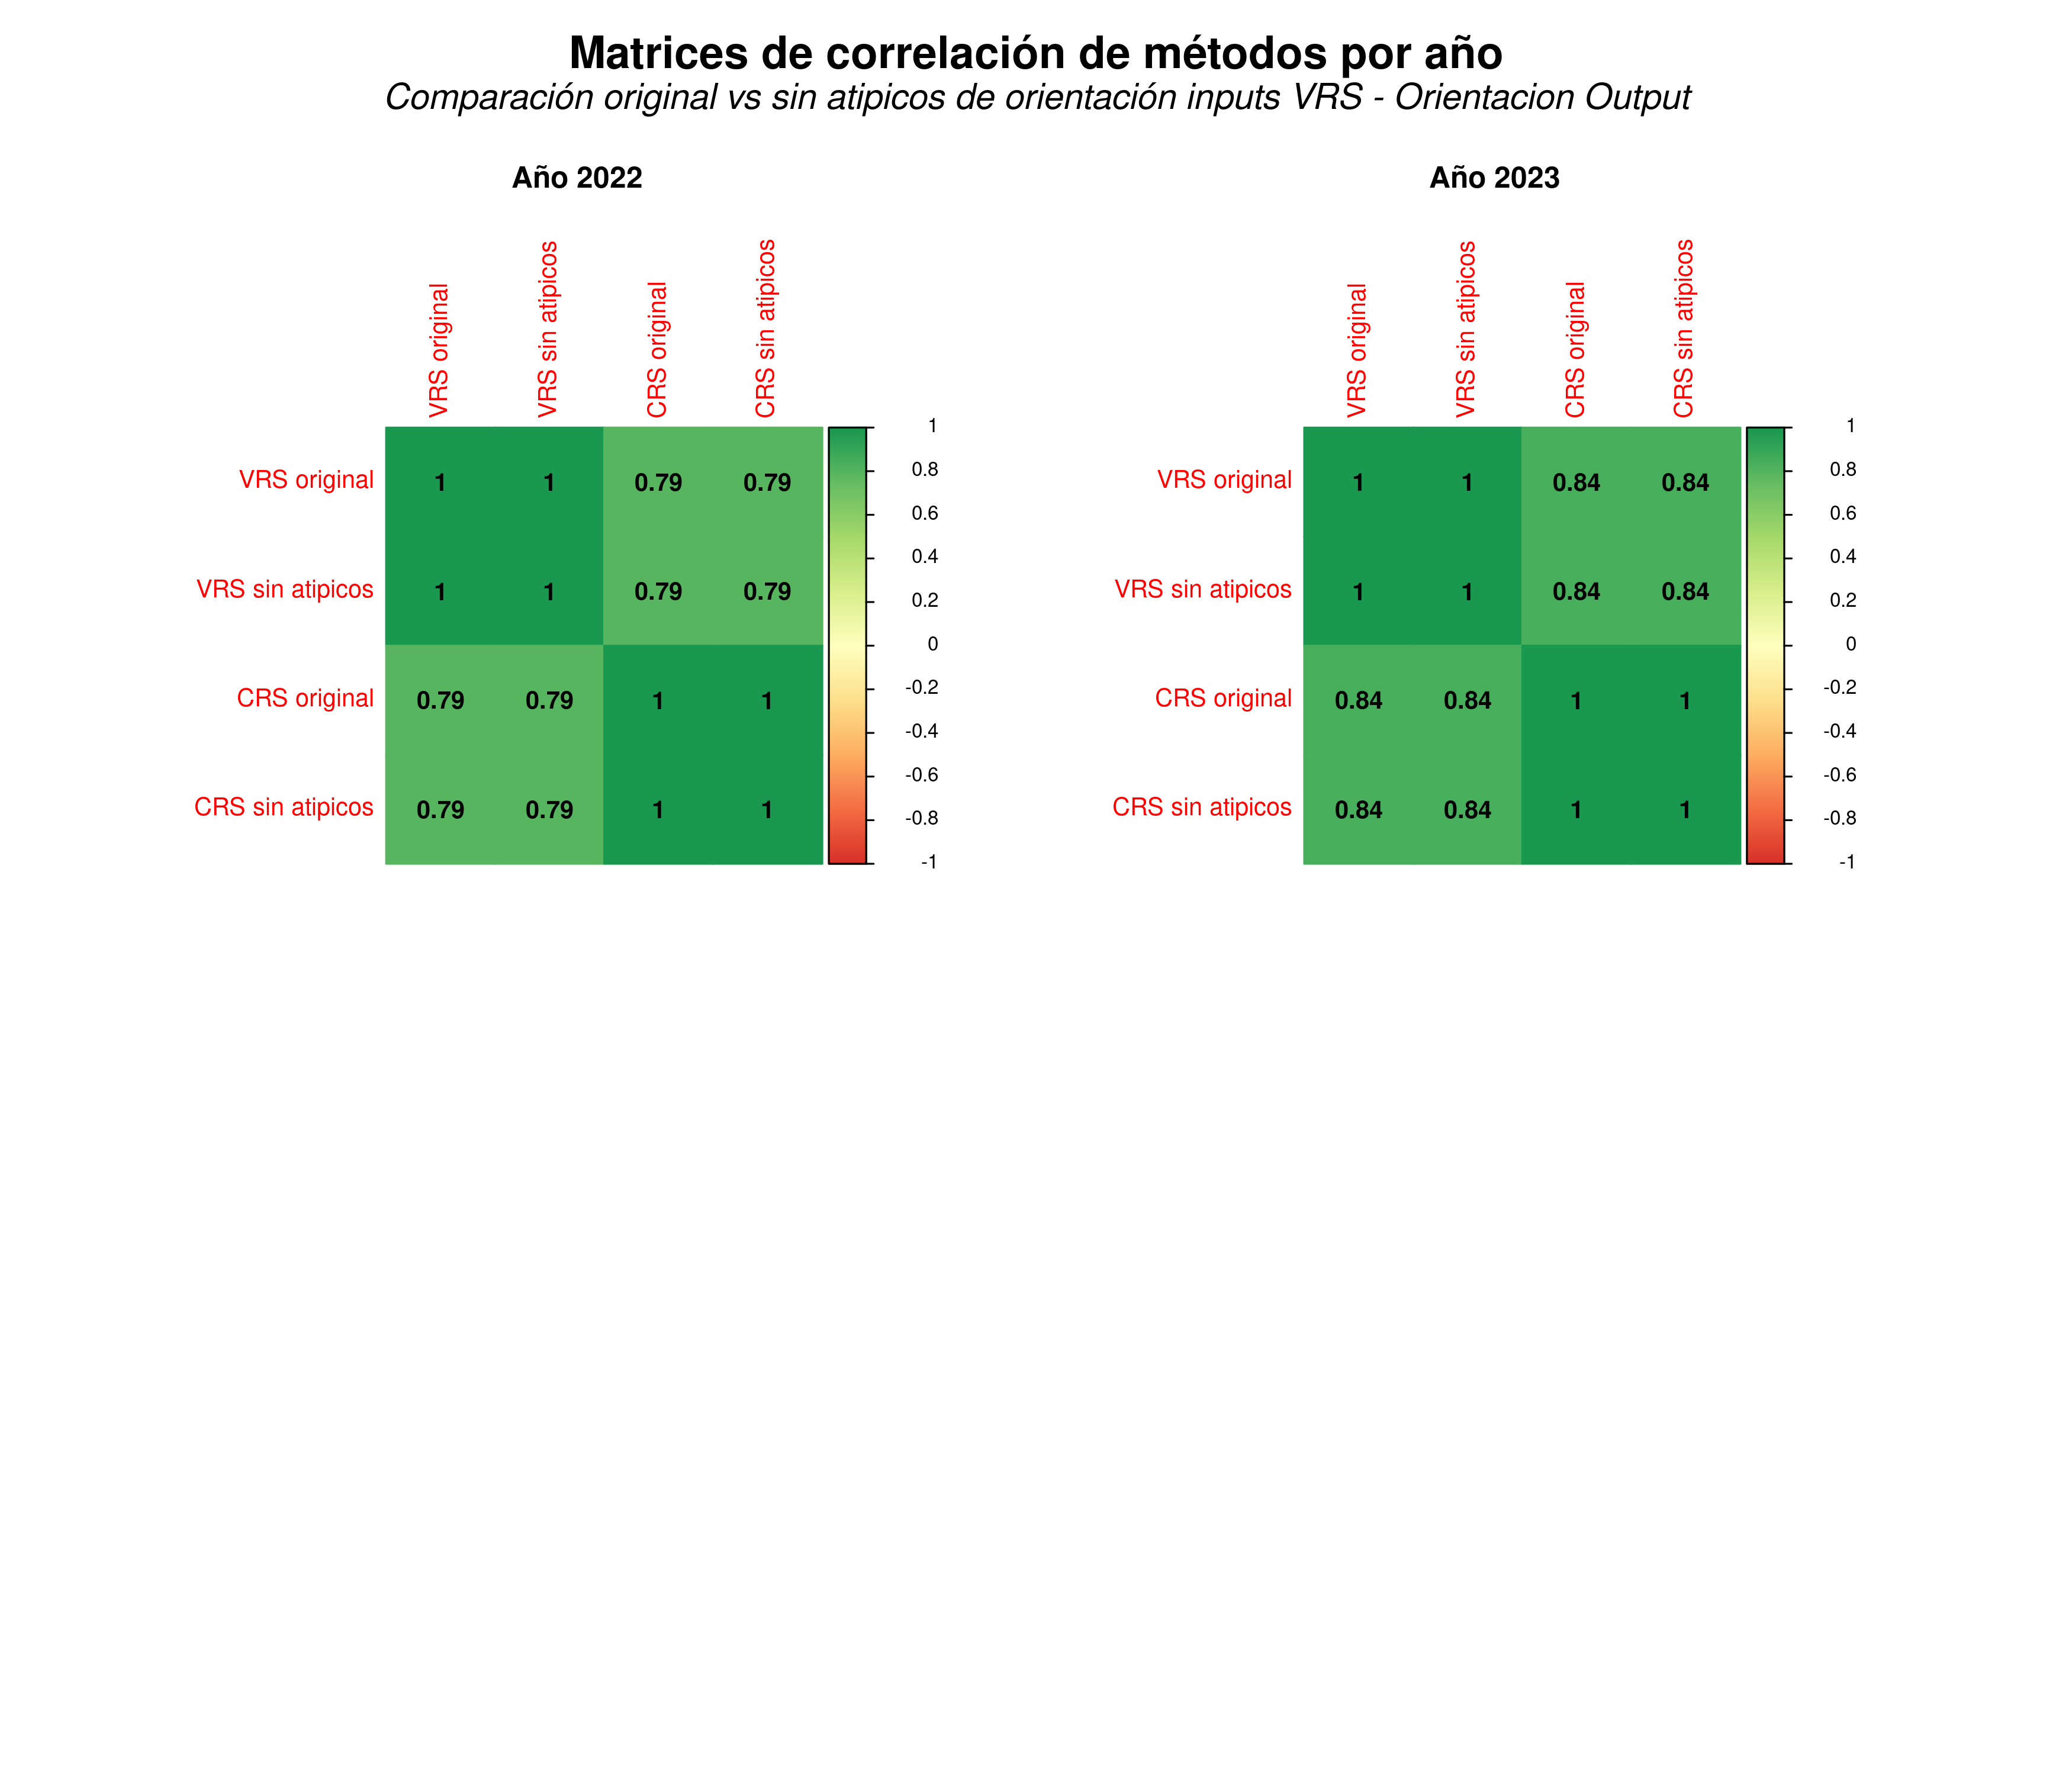 Matrices de correlación de métodos por año
Comparación original vs sin atipicos de orientación inputs VRS - Orientacion Output
Año 2022
VRS original
VRS sin atipicos
CRS original
CRS sin atipicos
VRS original 1 1 0.79 0.79
VRS sin atipicos 1 1 0.79 0.79
CRS original 0.79 0.79 1 1
CRS sin atipicos 0.79 0.79 1 1
1
0.8
0.6
0.4
0.2
0
-0.2
-0.4
-0.6
-0.8
-1
Año 2023
VRS original
VRS sin atipicos
CRS original
CRS sin atipicos
VRS original 1 1 0.84 0.84
VRS sin atipicos 1 1 0.84 0.84
CRS original 0.84 0.84 1 1
CRS sin atipicos 0.84 0.84 1 1
1
0.8
0.6
0.4
0.2
0
-0.2
-0.4
-0.6
-0.8
-1